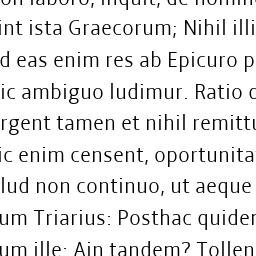 non laboro, inquit, de nomine
int ista Graecorum; Nihil illi
d eas enim res ab Epicuro p
ic ambiguo ludimur. Ratio
rgent tamen et nihil remittu
ic enim censent, oportunita
lud non continuo, ut aeque
um Triarius: Posthac quider
um ille: Ain tandem? Tollen